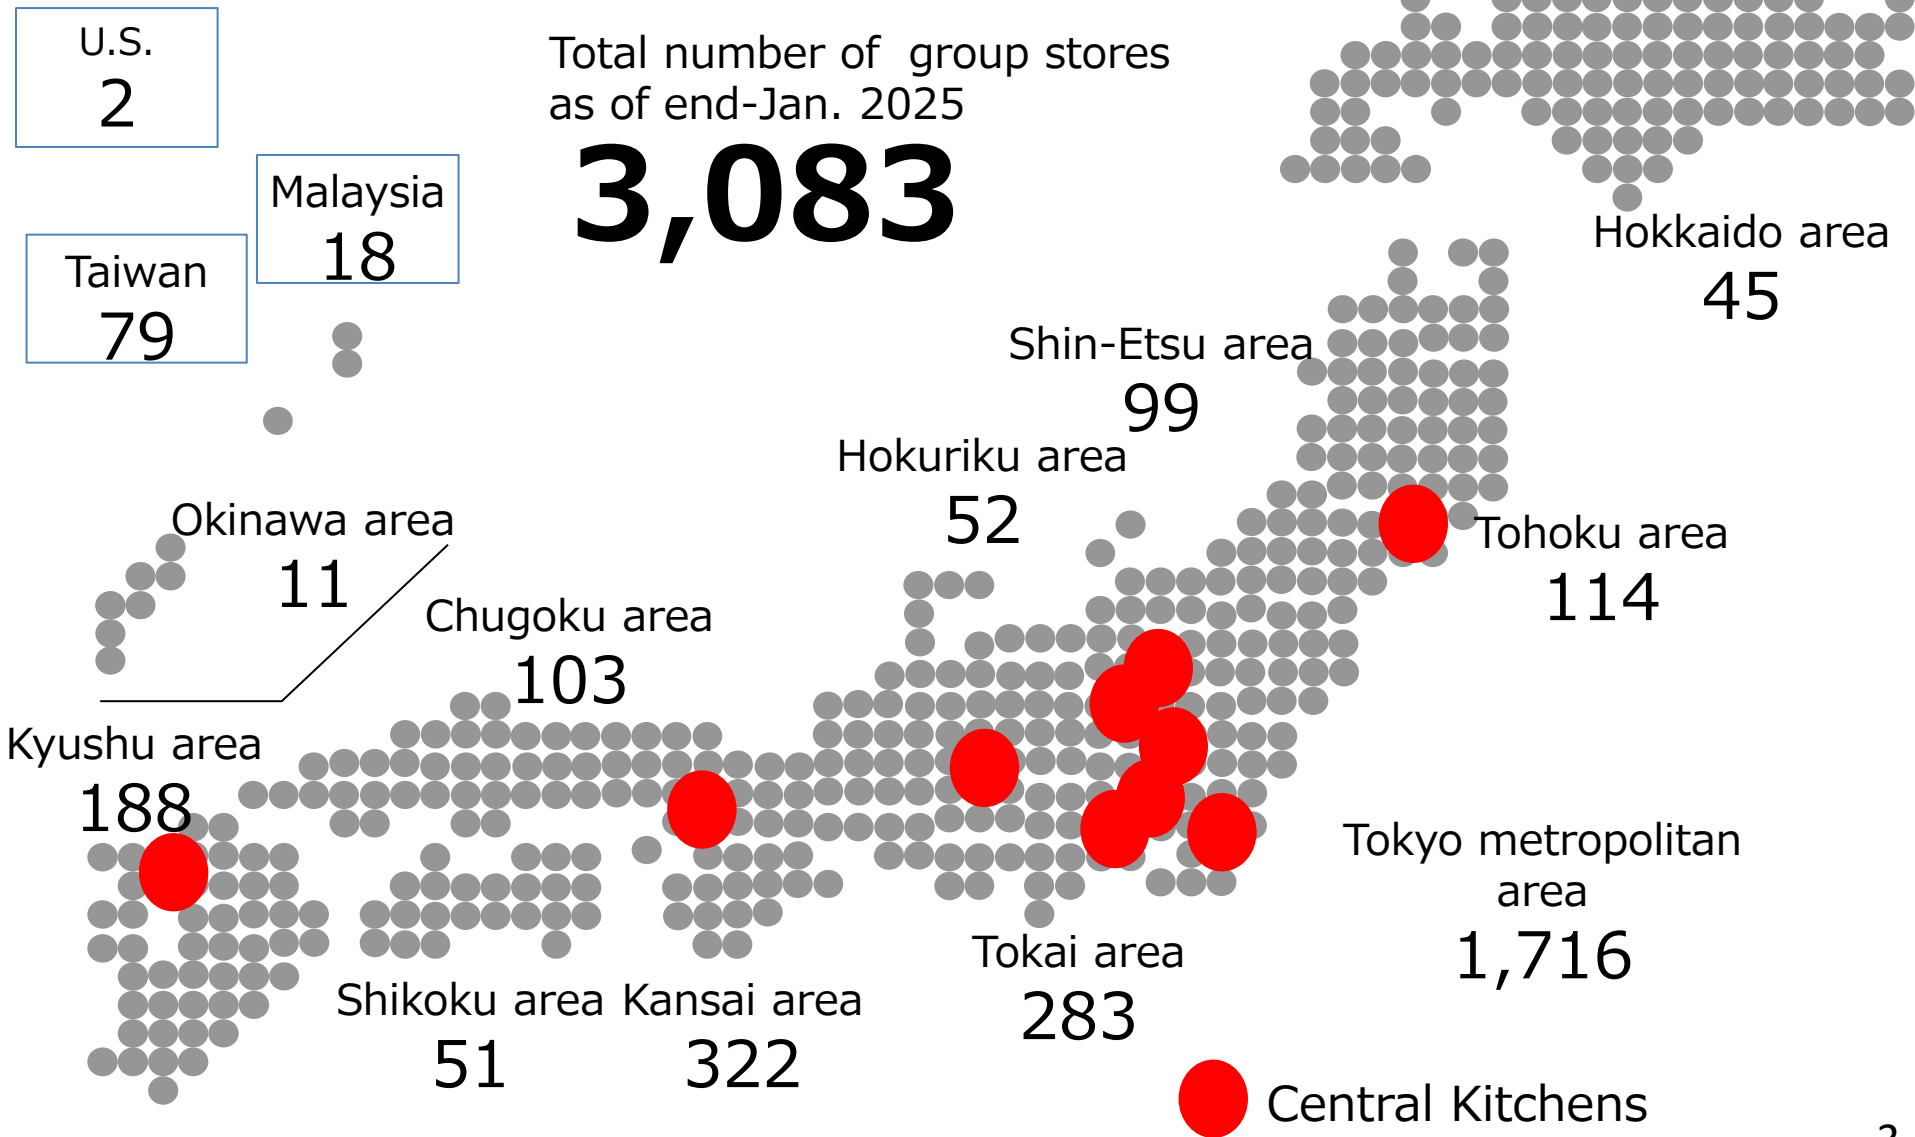 U.S.
2
Total number of group stores
as of end-Jan. 2025
3,083
Malaysia
18
Taiwan
79
Hokkaido area
45
Shin-Etsu area
99
Hokuriku area
52
Okinawa area
11
Tohoku area
114
Chugoku area
103
Kyushu area
188
Tokyo metropolitan
area
1,716
Tokai area
283
Shikoku area
51
Kansai area
322
Central Kitchens